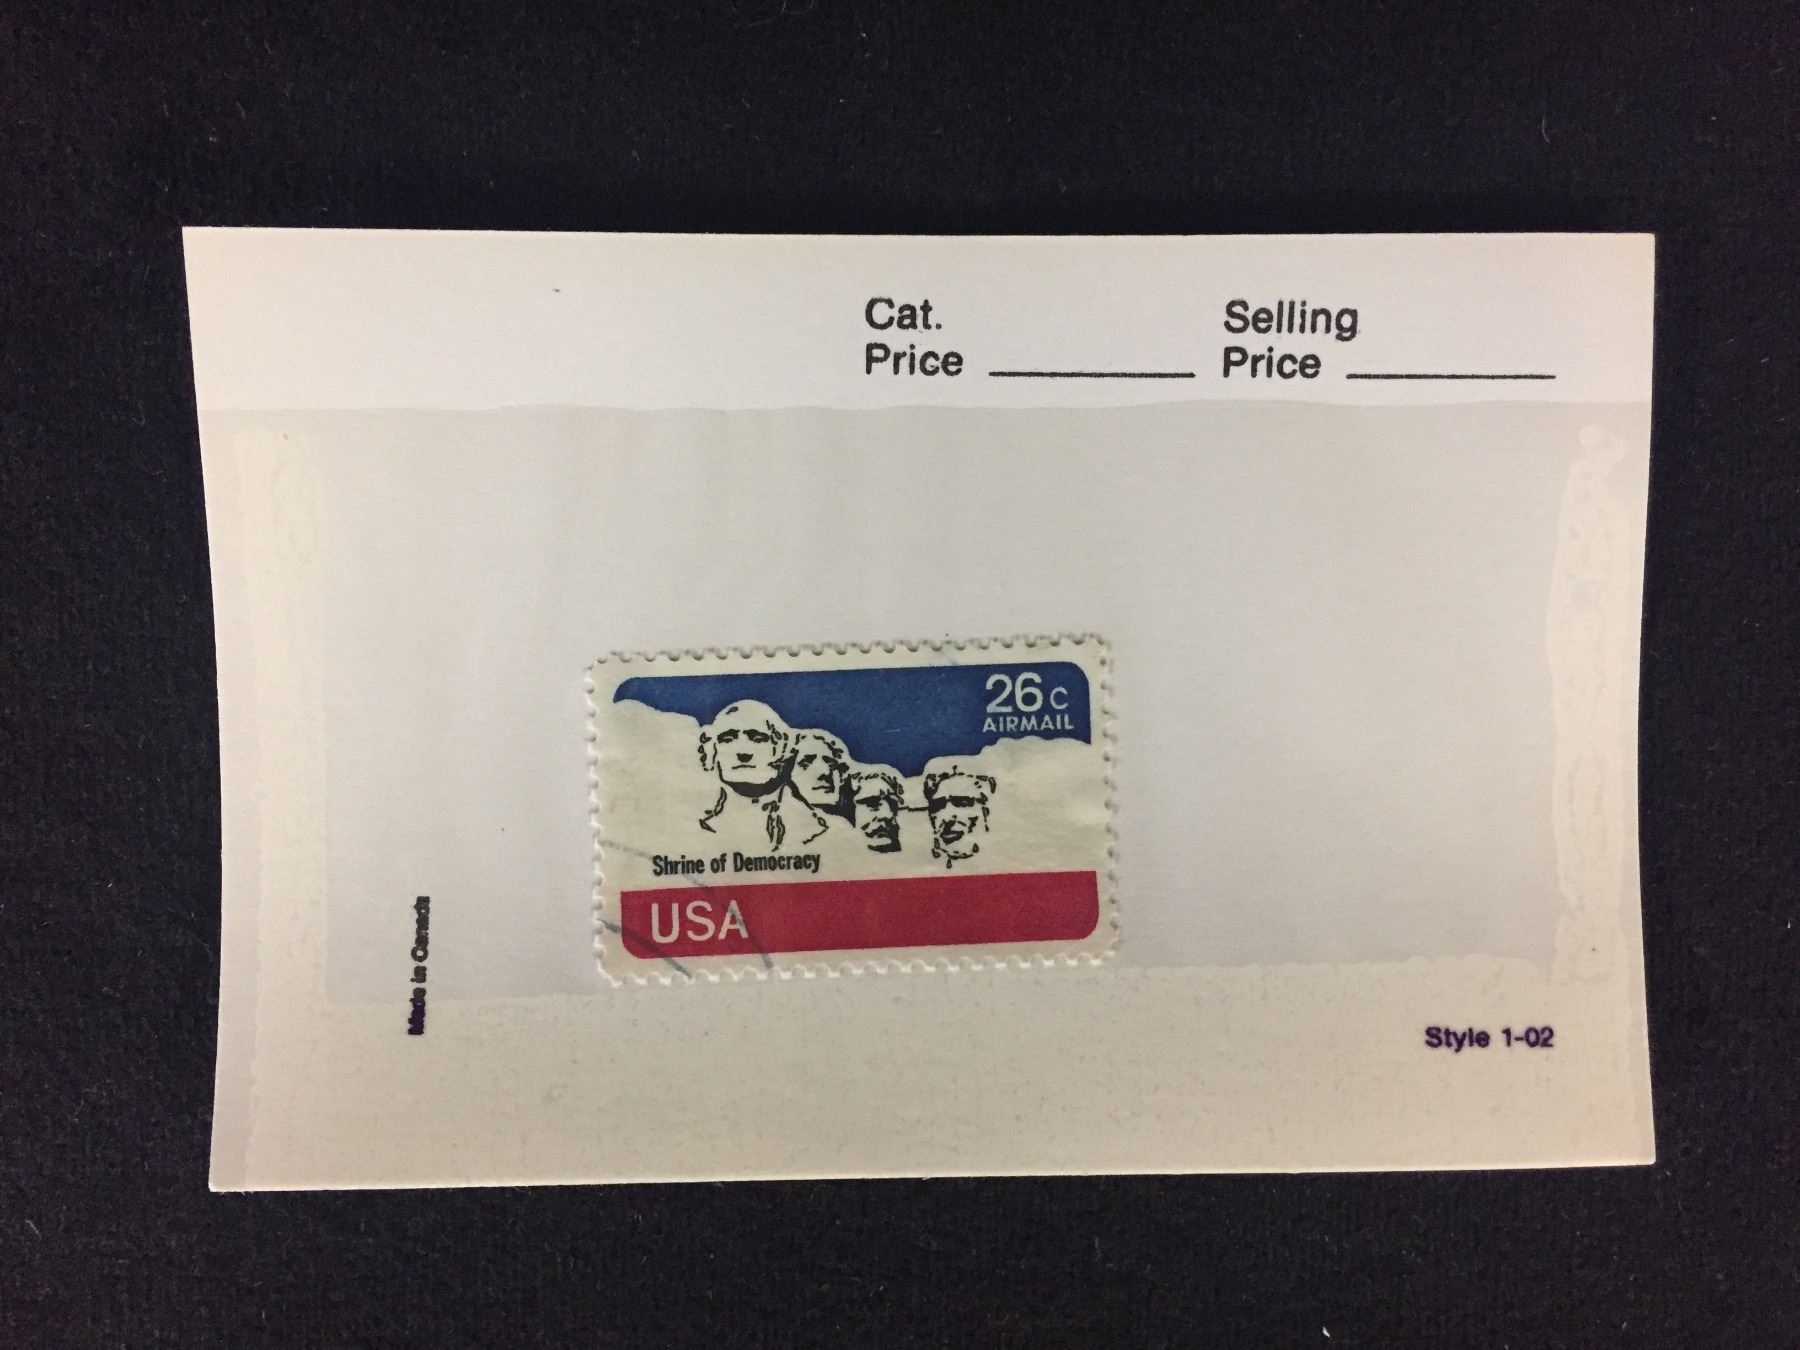 Cat.
Price
Selling
Price
26c
AIRMAIL
Shrine of Democracy
USA
Made in Canada
Style 1-02